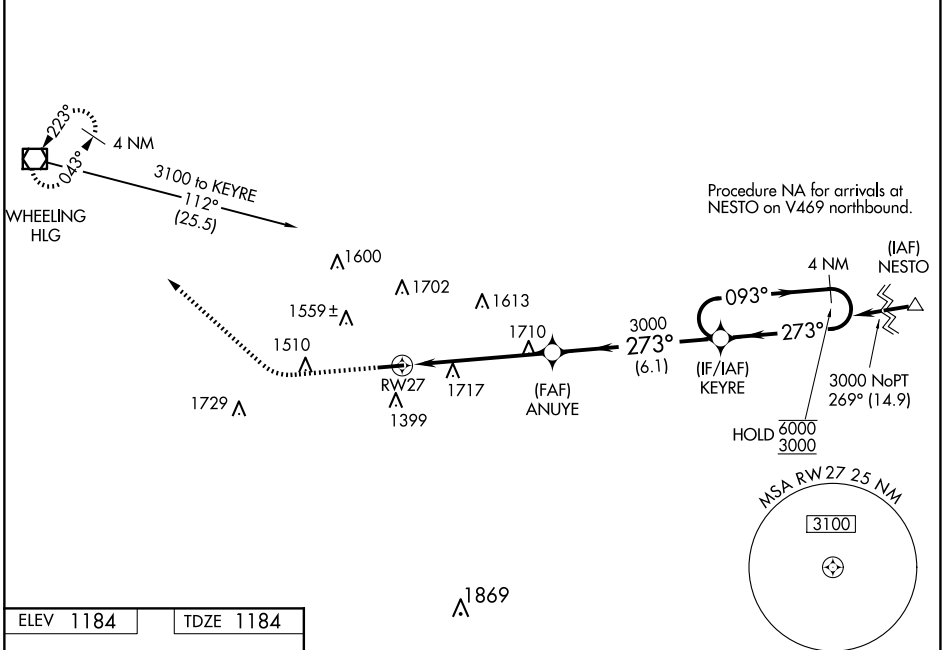 223°
043°
4 NM
WHEELING
HLG
3100 to KEYRE
112°
(25.5)
Procedure NA for arrivals at
NESTO on V469 northbound.
(IAF)
NESTO
4 NM
093°
273°
3000 NoPT
269° (14.9)
HOLD 6000
3000
(IF/IAF)
KEYRE
3000
273°
(6.1)
(FAF)
ANUYE
1600
1702
1559±
1613
1510
1710
RW27
1717
1729
1399
MSA RW27 25 NM
3100
1869
ELEV 1184
TDZE 1184